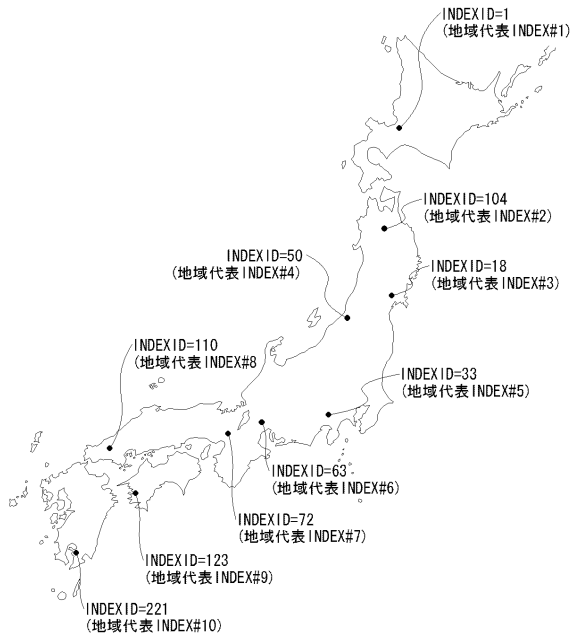 INDEXID=1
(地域代表INDEX#1)
INDEXID=104
(地域代表INDEX#2)
INDEXID=50
(地域代表INDEX#4)
INDEXID=18
(地域代表INDEX#3)
INDEXID=110
(地域代表INDEX#8
INDEXID=33
(地域代表INDEX#5)
INDEXID=63
(地域代表INDEX#6)
INDEXID=72
(地域代表INDEX#7)
INDEXID=123
(地域代表INDEX#9)
INDEXID=221
(地域代表INDEX#10)